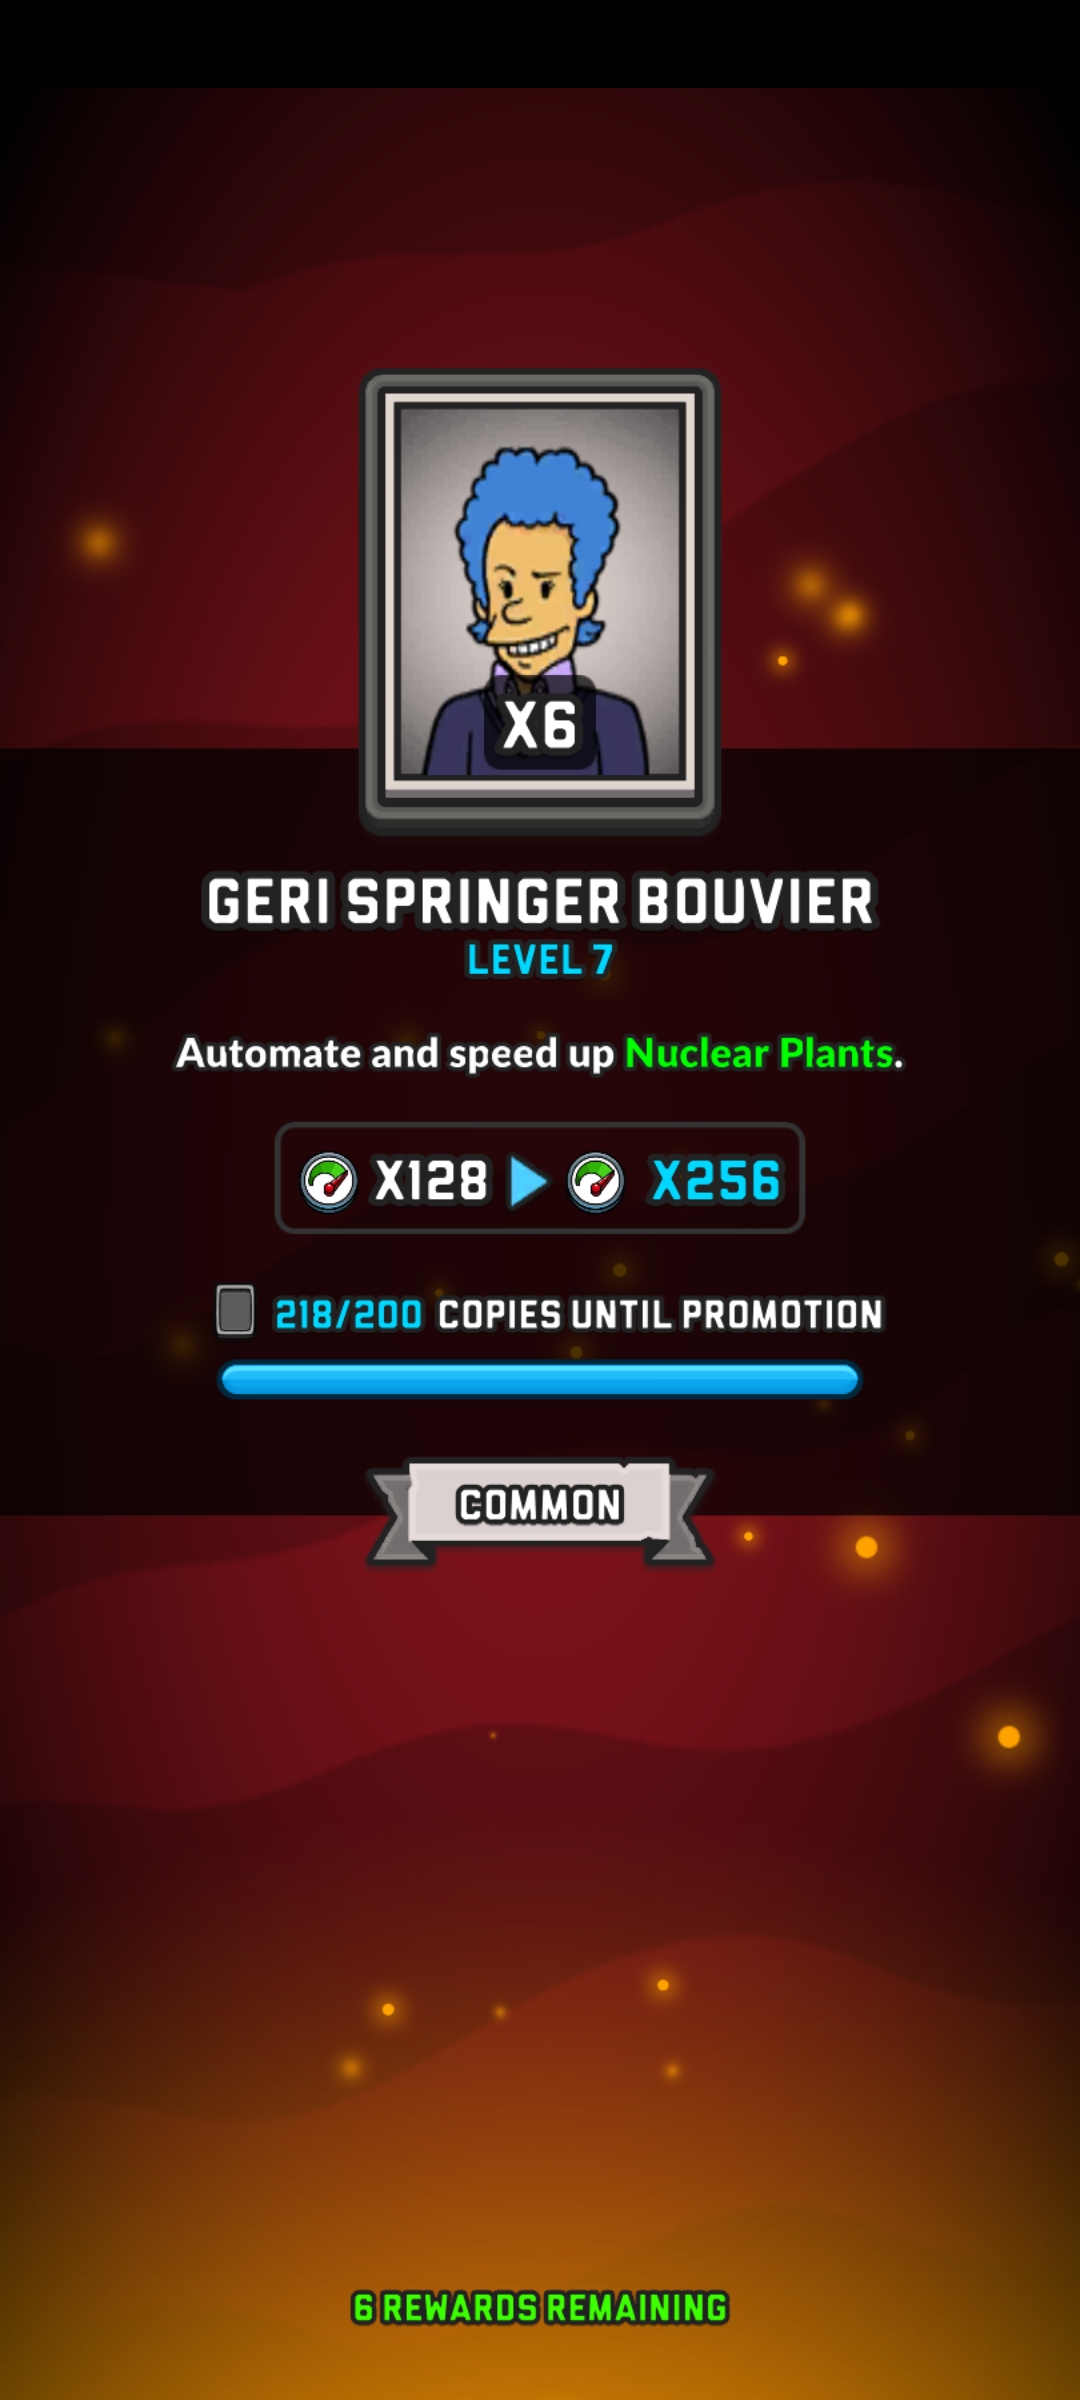 X6
GERI SPRINGER BOUVIER
LEVEL 7
Automate and speed up Nuclear Plants.
X128 X256
218/200 COPIES UNTIL PROMOTION
COMMON
6 REWARDS REMAINING